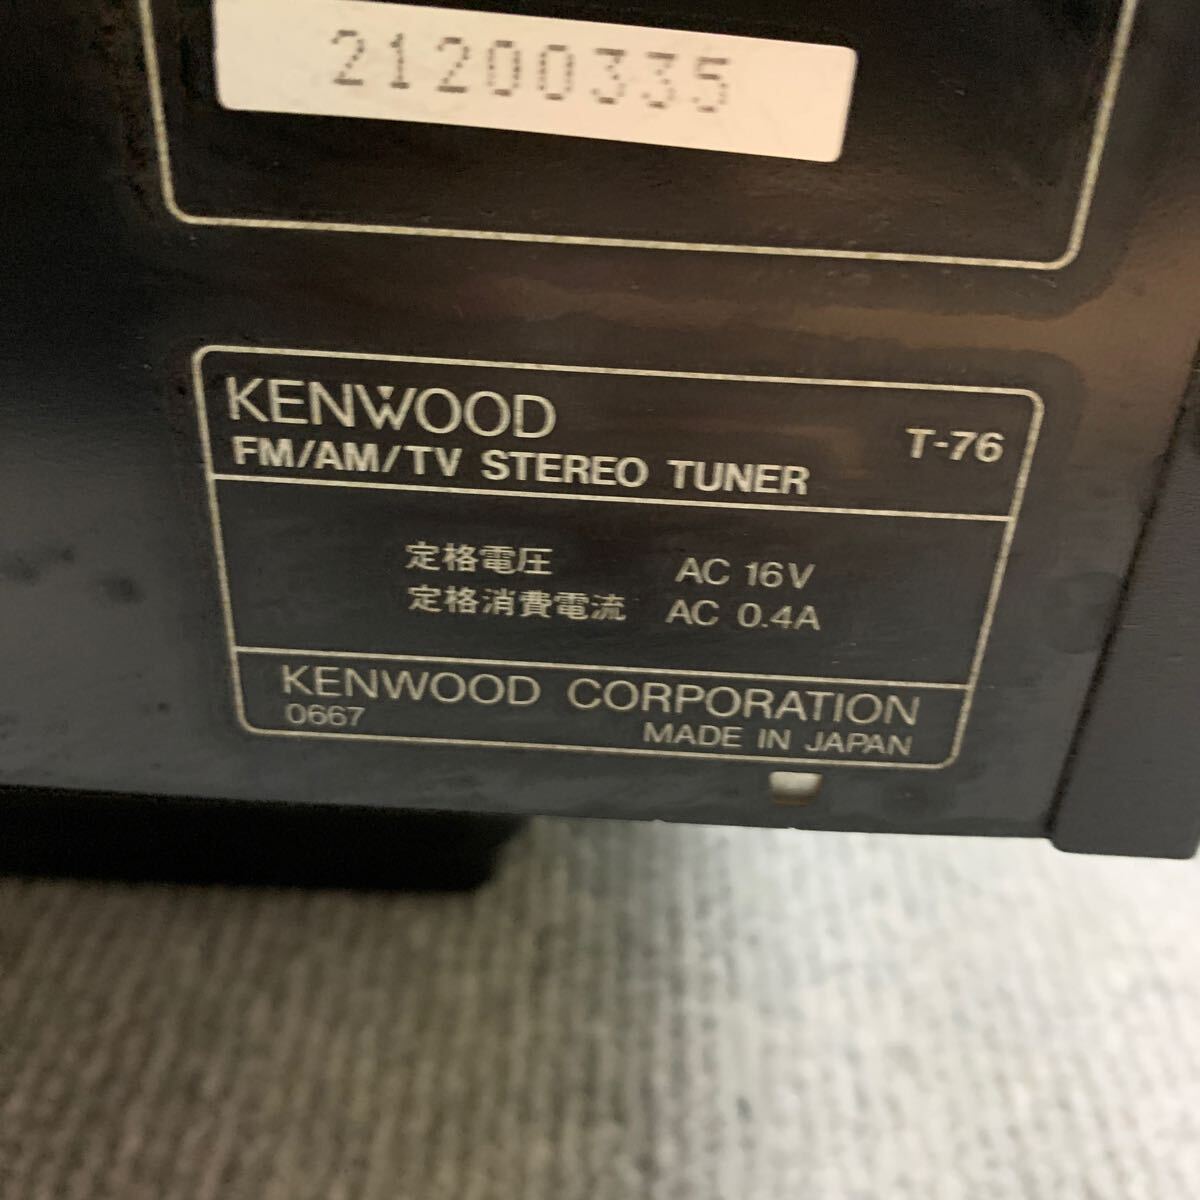 21200335
KENWOOD
T-76
FM/AM/TV STEREO TUNER
定格電圧 AC 16V
定格消費電流 AC 0.4A
KENWOOD CORPORATION
0667
MADE IN JAPAN